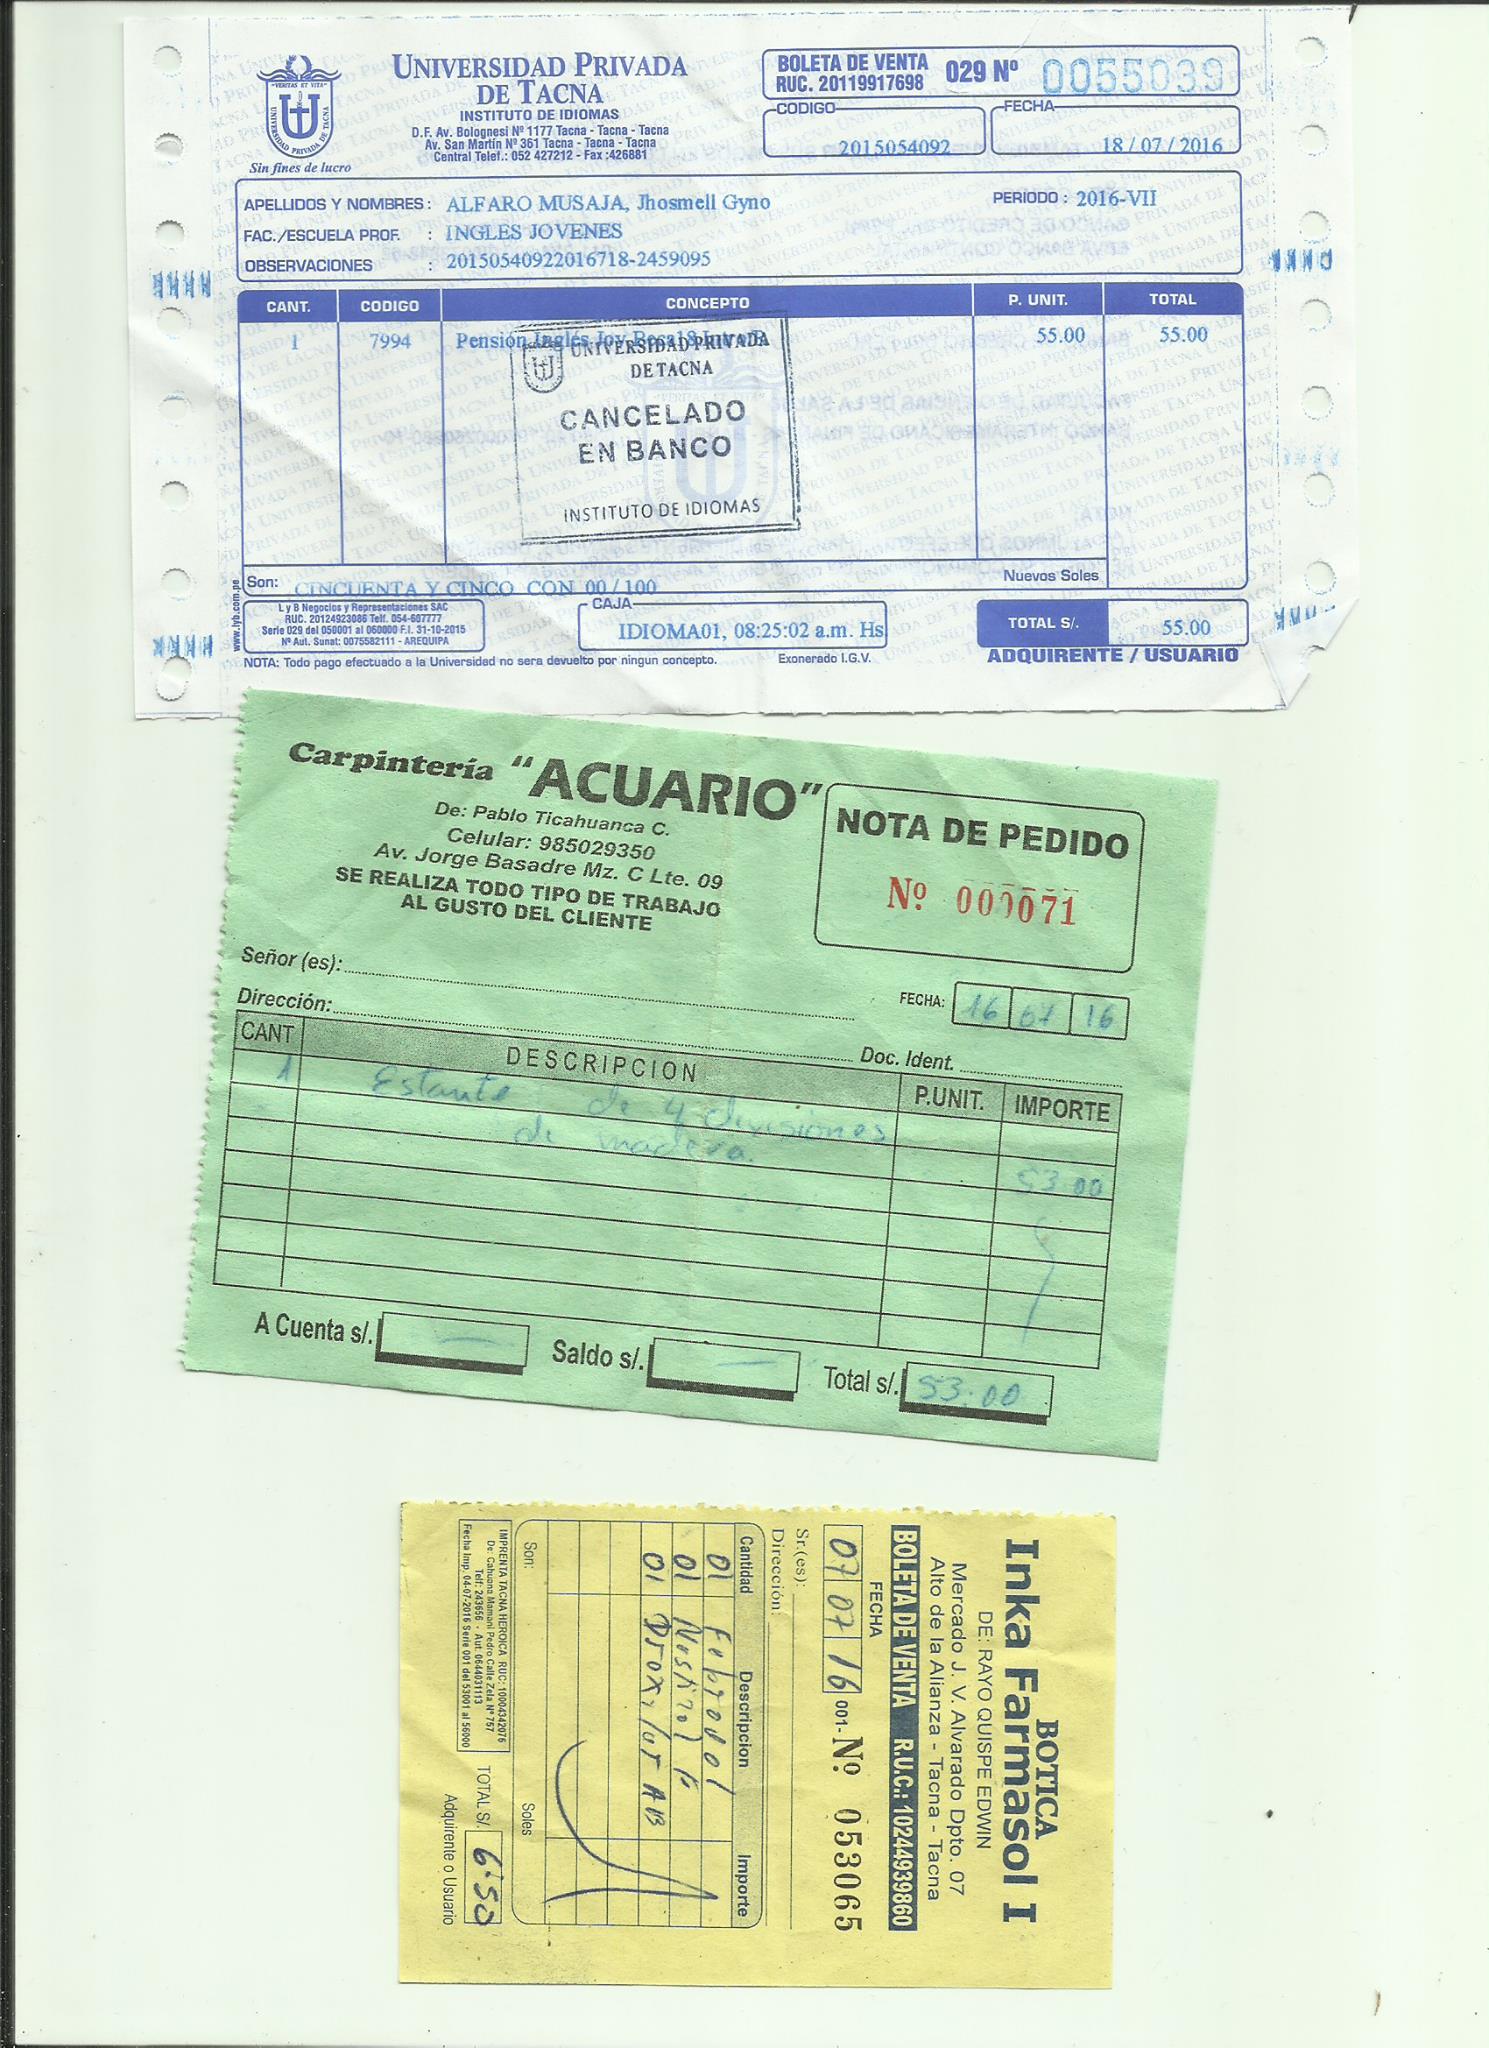 UNIVERSIDAD PRIVADA
DE TACNA
INSTITUTO DE IDIOMAS
D.F. Av. Bolognesi Nº 1177 Tacna - Tacna - Tacna
Av. San Martín Nº 361 Tacna - Tacna - Tacna
Central Telef.: 052 427212 - Fax :426881
"VERITAS ET VITA"
UNIVERSIDAD PRIVADA DE TACNA
Sin fines de lucro
BOLETA DE VENTA
RUC. 20119917698
029 Nº 0055039
CODIGO
2015054092
FECHA
18 / 07 / 2016
APELLIDOS Y NOMBRES : ALFARO MUSAJA, Jhosmell Gyno
PERIODO : 2016-VII
FAC./ESCUELA PROF. : INGLES JOVENES
OBSERVACIONES : 20150540922016718-2459095
CANT. CODIGO CONCEPTO P. UNIT. TOTAL
1 7994 Pensión Inglés Jov Beca18 55.00 55.00
UNIVERSIDAD PRIVADA
DE TACNA
CANCELADO
EN BANCO
INSTITUTO DE IDIOMAS
Son: CINCUENTA Y CINCO CON 00 / 100
Nuevos Soles
www.upt.edu.pe
L y B Negocios y Representaciones SAC
RUC. 20124923086 Telf. 054-607777
Serie 029 del 050001 al 060000 F.I. 31-10-2015
Nº Aut. Sunat: 0075582111 - AREQUIPA
CAJA
IDIOMA01, 08:25:02 a.m. Hs
TOTAL S/. 55.00
NOTA: Todo pago efectuado a la Universidad no sera devuelto por ningun concepto.
Exonerado I.G.V.
ADQUIRENTE / USUARIO
Carpintería "ACUARIO"
De: Pablo Ticahuanca C.
Celular: 985029350
Av. Jorge Basadre Mz. C Lte. 09
SE REALIZA TODO TIPO DE TRABAJO
AL GUSTO DEL CLIENTE
NOTA DE PEDIDO
Nº 000071
Señor (es):
FECHA: 16 07 16
Dirección:
Doc. Ident.
CANT DESCRIPCION P.UNIT. IMPORTE
1 Estante de 4 divisiones
de madera. 53.00
A Cuenta s/. —
Saldo s/. —
Total s/. 53.00
BOTICA
Inka Farmasol I
DE: RAYO QUISPE EDWIN
Mercado J. V. Alvarado Dpto. 07
Alto de la Alianza - Tacna - Tacna
BOLETA DE VENTA R.U.C.: 10244939860
FECHA
07 07 16 001- Nº 053065
Sr.(es):
Dirección:
Cantidad Descripcion Importe
01
01
01
Son: Soles
IMPRENTA TACNA HEROICA RUC: 10004342076
De: Cahuana Mamani Pedro Calle Zela Nº 757
Telf: 243656 - Aut. 0644031113
Fecha Imp. 04-07-2016 Serie 001 del 53001 al 56000
TOTAL S/. 6.50
Adquirente o Usuario